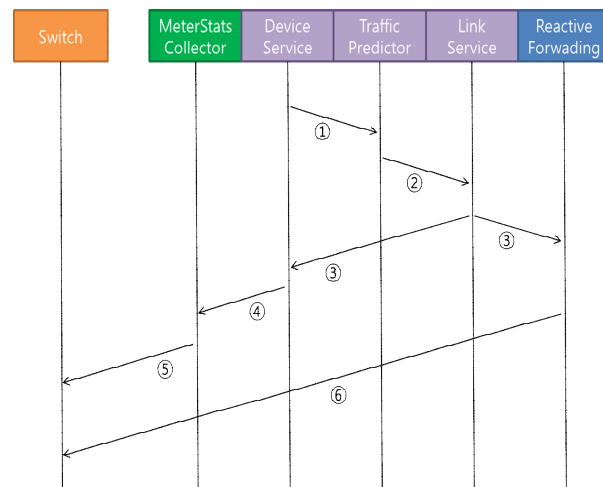 Switch
MeterStats
Collector
Device
Service
Traffic
Predictor
Link
Service
Reactive
Forwading
①
②
③
③
④
⑤
⑥